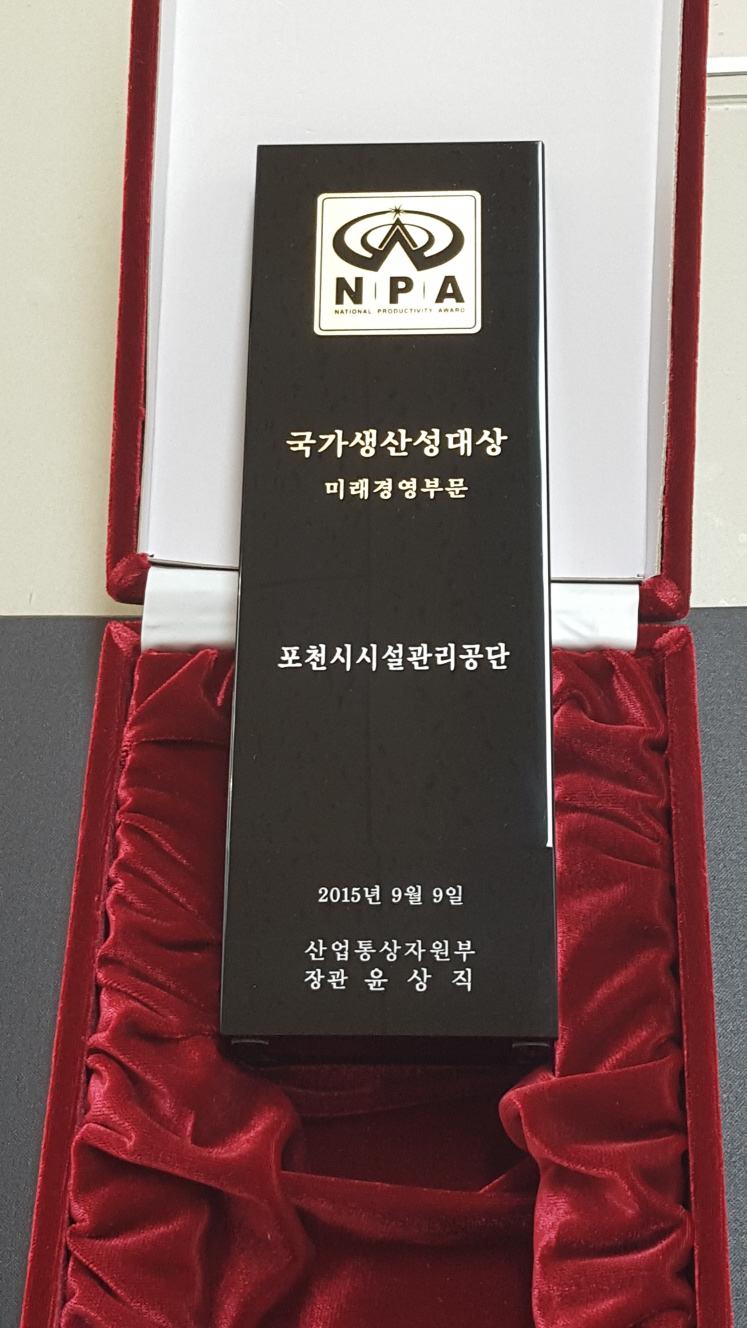 N P A
NATIONAL PRODUCTIVITY AWARD
국가생산성대상
미래경영부문
포천시시설관리공단
2015년 9월 9일
산업통상자원부
장관 윤 상 직